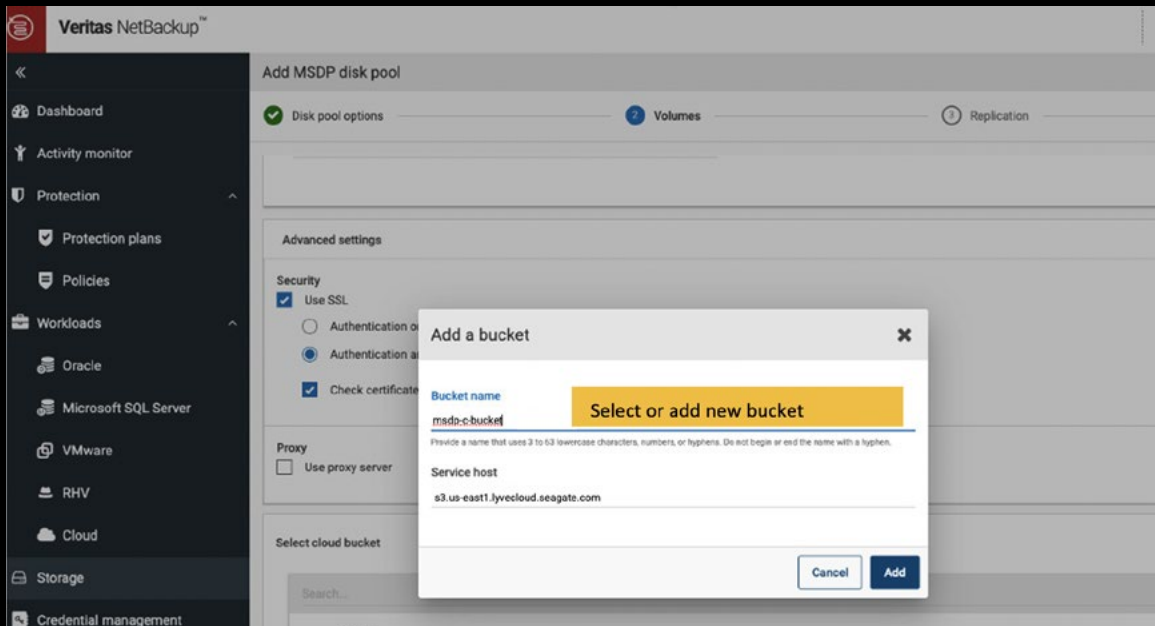 Veritas NetBackup™
Add MSDP disk pool
Disk pool options
2 Volumes
3 Replication
Dashboard
Activity monitor
Protection
Protection plans
Policies
Workloads
Oracle
Microsoft SQL Server
VMware
RHV
Cloud
Storage
Credential management
Advanced settings
Security
Use SSL
Authentication
Authentication
Check certificate
Proxy
Use proxy server
Select cloud bucket
Search...
Add a bucket
Bucket name
msdp-c-bucket
Select or add new bucket
Provide a name that uses 3 to 63 lowercase characters, numbers, or hyphens. Do not begin or end the name with a hyphen.
Service host
s3.us-east1.lyvecloud.seagate.com
Cancel
Add